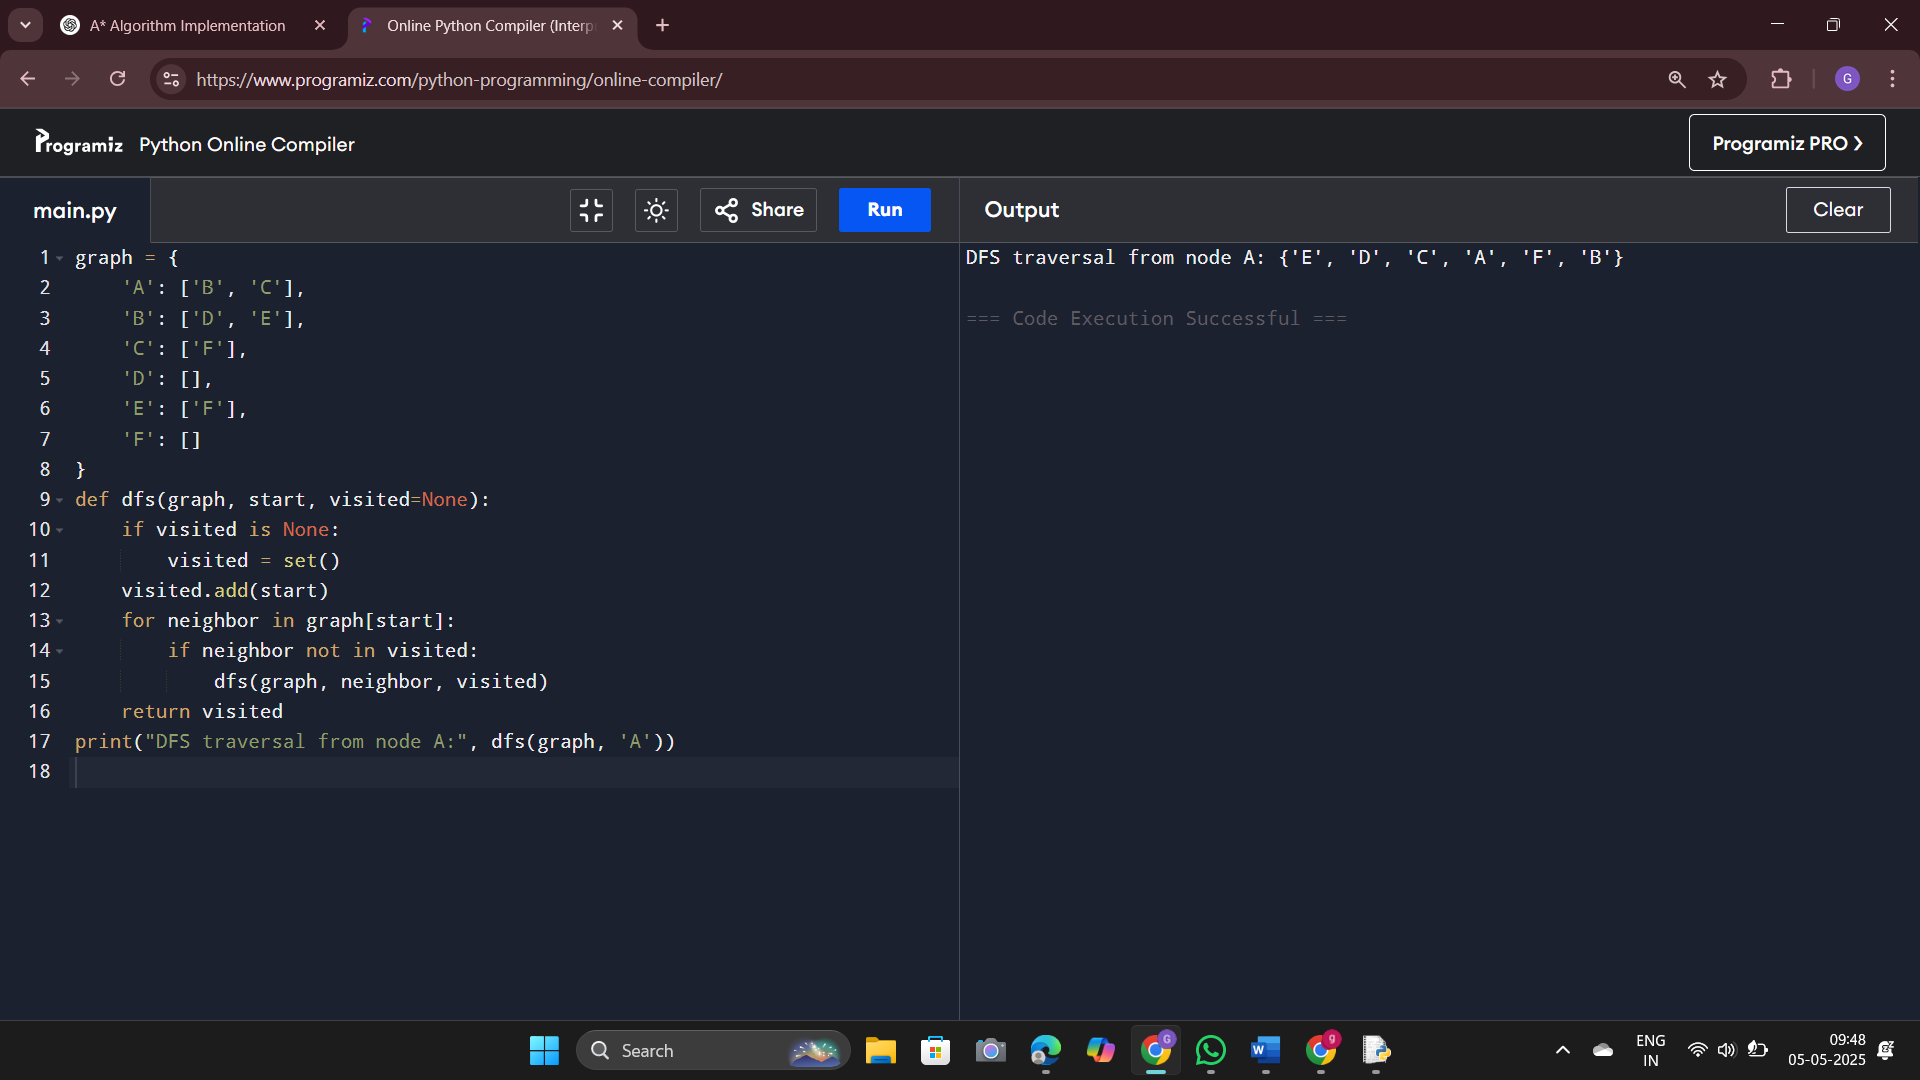 A* Algorithm Implementation
Online Python Compiler (Interp
https://www.programiz.com/python-programming/online-compiler/
G
Programiz Python Online Compiler
Programiz PRO ❯
main.py
Share
Run
Output
Clear
1 graph = {
2     'A': ['B', 'C'],
3     'B': ['D', 'E'],
4     'C': ['F'],
5     'D': [],
6     'E': ['F'],
7     'F': []
8 }
9 def dfs(graph, start, visited=None):
10     if visited is None:
11         visited = set()
12     visited.add(start)
13     for neighbor in graph[start]:
14         if neighbor not in visited:
15             dfs(graph, neighbor, visited)
16     return visited
17 print("DFS traversal from node A:", dfs(graph, 'A'))
18
DFS traversal from node A: {'E', 'D', 'C', 'A', 'F', 'B'}
=== Code Execution Successful ===
Search
G
W
g
ENG
IN
09:48
05-05-2025